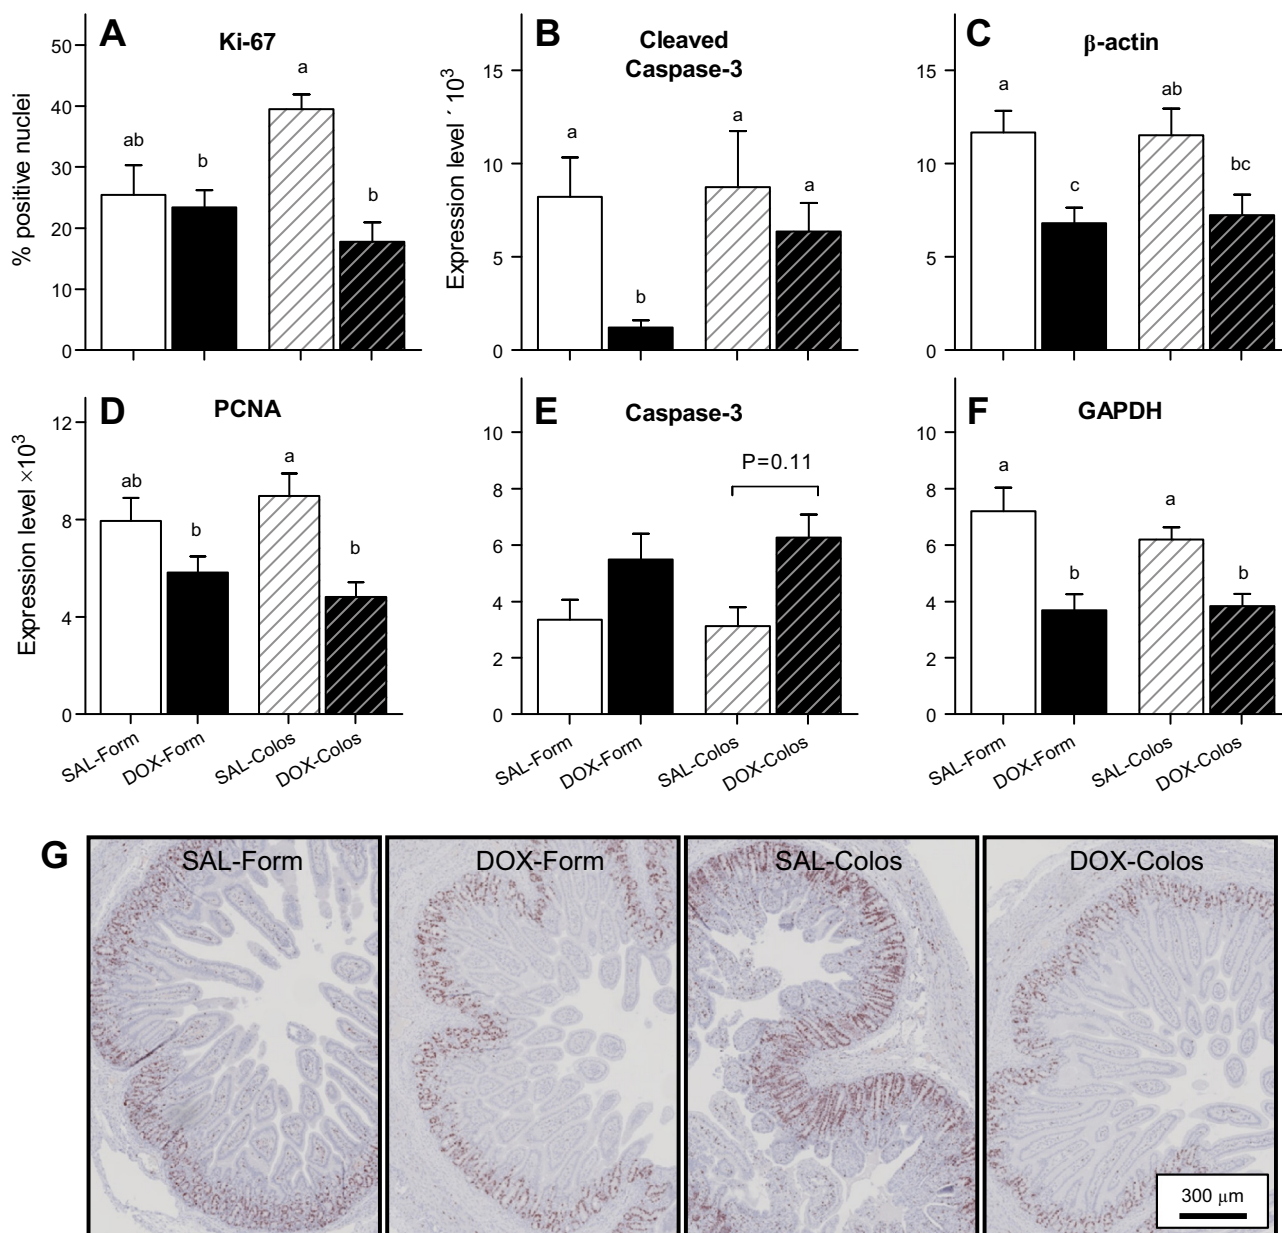 A
Ki-67
% positive nuclei
50
40
30
20
10
0
ab
b
a
b
B
Cleaved
Caspase-3
Expression level ´ 10³
15
10
5
0
a
b
a
a
C
β-actin
15
10
5
0
a
c
ab
bc
D
PCNA
Expression level ×10³
12
8
4
0
ab
b
a
b
SAL-Form
DOX-Form
SAL-Colos
DOX-Colos
E
Caspase-3
10
8
6
4
2
0
P=0.11
SAL-Form
DOX-Form
SAL-Colos
DOX-Colos
F
GAPDH
10
8
6
4
2
0
a
b
a
b
SAL-Form
DOX-Form
SAL-Colos
DOX-Colos
G
SAL-Form
DOX-Form
SAL-Colos
DOX-Colos
300 μm